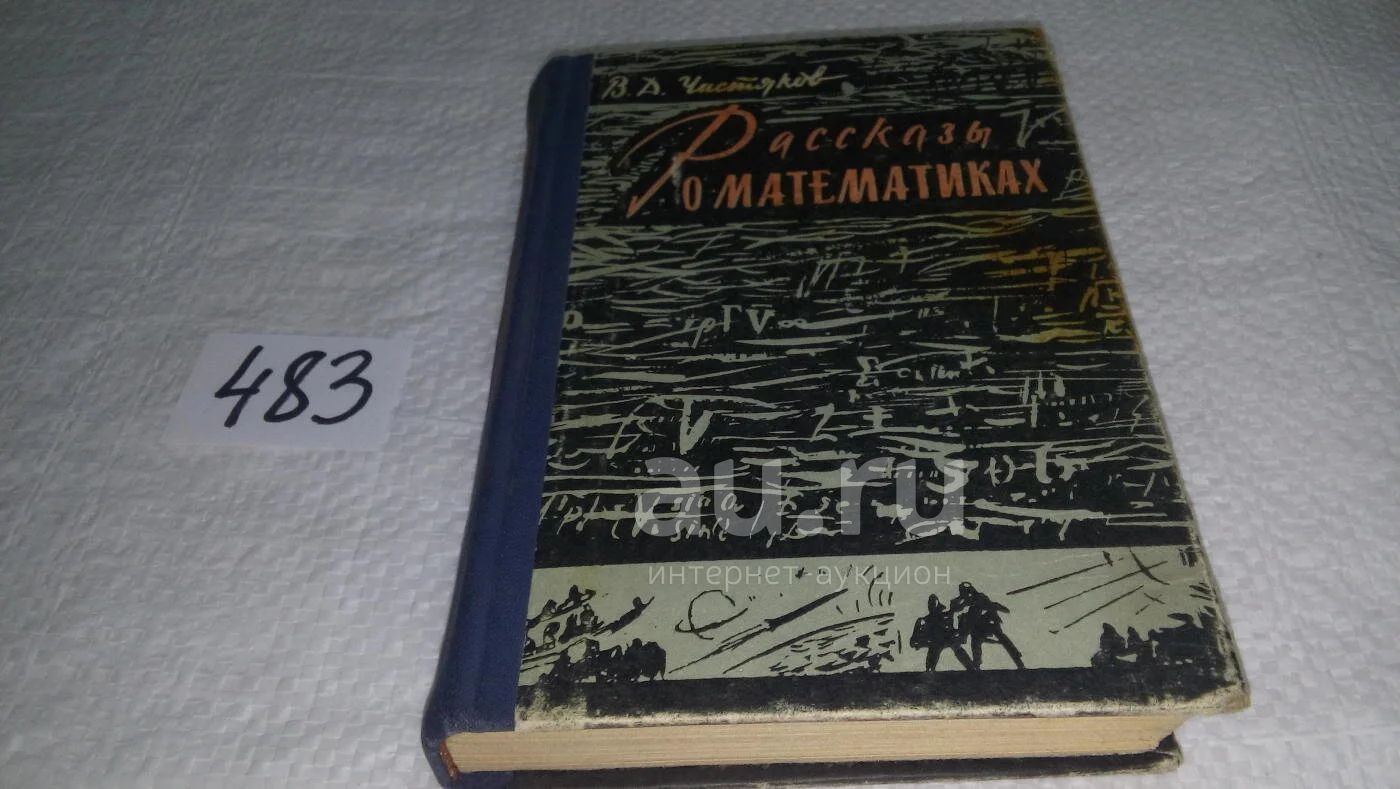 В. Д. Чистяков
Рассказы
О МАТЕМАТИКАХ
483
au.ru
интернет-аукцион